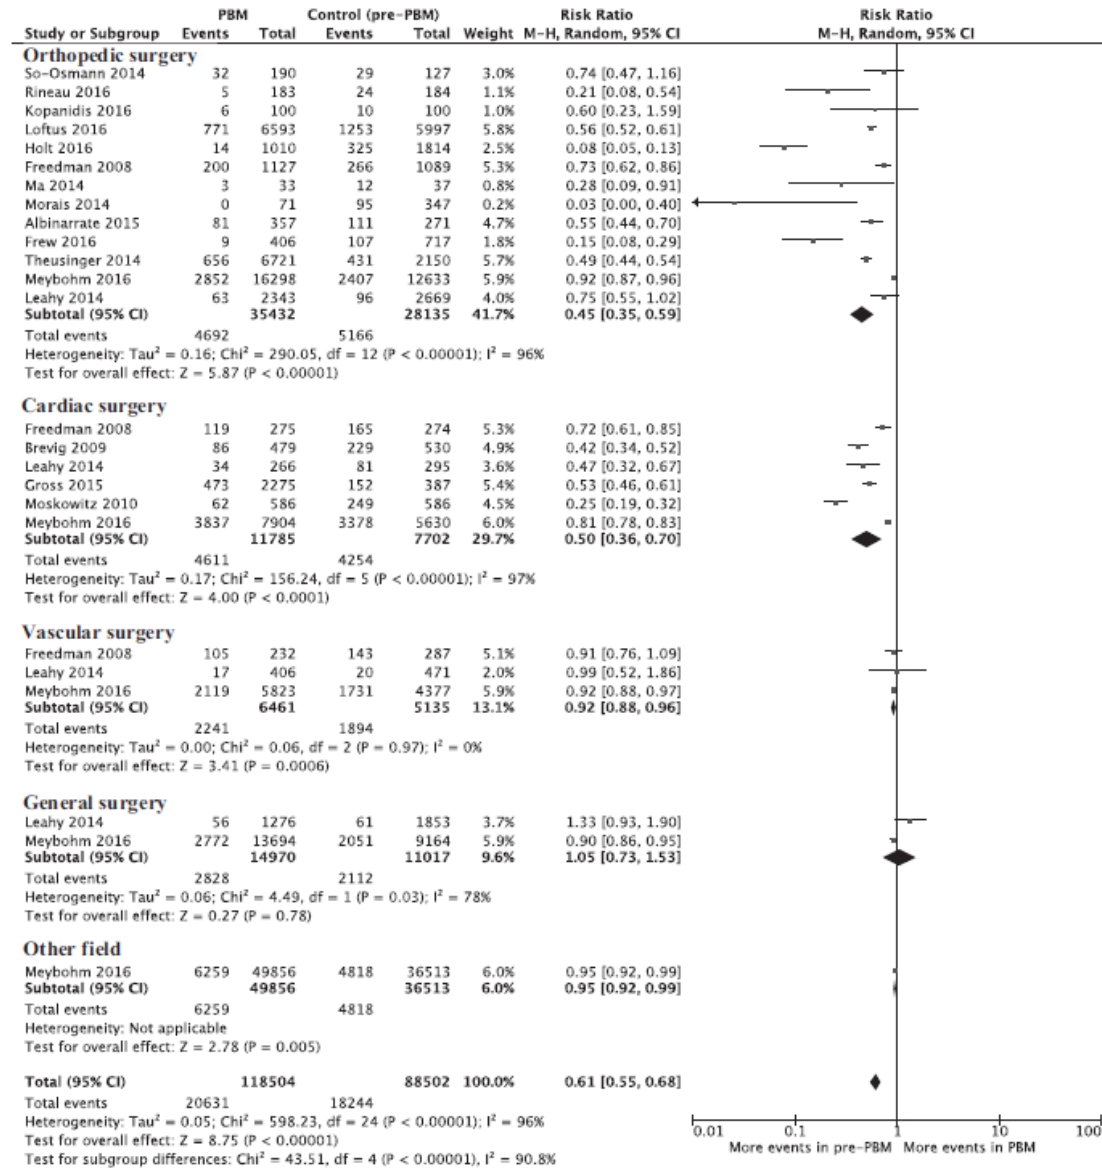 PBM Control (pre-PBM) Risk Ratio Risk Ratio
Study or Subgroup Events Total Events Total Weight M-H, Random, 95% CI M-H, Random, 95% CI
Orthopedic surgery
So-Osmann 2014 32 190 29 127 3.0% 0.74 [0.47, 1.16]
Rineau 2016 5 183 24 184 1.1% 0.21 [0.08, 0.54]
Kopanidis 2016 6 100 10 100 1.0% 0.60 [0.23, 1.59]
Loftus 2016 771 6593 1253 5997 5.8% 0.56 [0.52, 0.61]
Holt 2016 14 1010 325 1814 2.5% 0.08 [0.05, 0.13]
Freedman 2008 200 1127 266 1089 5.3% 0.73 [0.62, 0.86]
Ma 2014 3 33 12 37 0.8% 0.28 [0.09, 0.91]
Morais 2014 0 71 95 347 0.2% 0.03 [0.00, 0.40]
Albinarrate 2015 81 357 111 271 4.7% 0.55 [0.44, 0.70]
Frew 2016 9 406 107 717 1.8% 0.15 [0.08, 0.29]
Theusinger 2014 656 6721 431 2150 5.7% 0.49 [0.44, 0.54]
Meybohm 2016 2852 16298 2407 12633 5.9% 0.92 [0.87, 0.96]
Leahy 2014 63 2343 96 2669 4.0% 0.75 [0.55, 1.02]
Subtotal (95% CI) 35432 28135 41.7% 0.45 [0.35, 0.59]
Total events 4692 5166
Heterogeneity: Tau² = 0.16; Chi² = 290.05, df = 12 (P < 0.00001); I² = 96%
Test for overall effect: Z = 5.87 (P < 0.00001)
Cardiac surgery
Freedman 2008 119 275 165 274 5.3% 0.72 [0.61, 0.85]
Brevig 2009 86 479 229 530 4.9% 0.42 [0.34, 0.52]
Leahy 2014 34 266 81 295 3.6% 0.47 [0.32, 0.67]
Gross 2015 473 2275 152 387 5.4% 0.53 [0.46, 0.61]
Moskowitz 2010 62 586 249 586 4.4% 0.25 [0.19, 0.32]
Meybohm 2016 3837 7904 3378 5630 6.0% 0.81 [0.78, 0.83]
Subtotal (95% CI) 11785 7702 29.7% 0.50 [0.36, 0.70]
Total events 4611 4254
Heterogeneity: Tau² = 0.17; Chi² = 156.24, df = 5 (P < 0.00001); I² = 97%
Test for overall effect: Z = 4.00 (P < 0.0001)
Vascular surgery
Freedman 2008 105 232 143 287 5.1% 0.91 [0.76, 1.09]
Leahy 2014 17 406 20 471 2.0% 0.99 [0.52, 1.86]
Meybohm 2016 2119 5823 1731 4377 5.9% 0.92 [0.88, 0.97]
Subtotal (95% CI) 6461 5135 13.1% 0.92 [0.88, 0.96]
Total events 2241 1894
Heterogeneity: Tau² = 0.00; Chi² = 0.06, df = 2 (P = 0.97); I² = 0%
Test for overall effect: Z = 3.41 (P = 0.0006)
General surgery
Leahy 2014 56 1276 61 1853 3.7% 1.33 [0.93, 1.90]
Meybohm 2016 2772 13694 2051 9164 5.9% 0.90 [0.86, 0.95]
Subtotal (95% CI) 14970 11017 9.6% 1.05 [0.73, 1.53]
Total events 2828 2112
Heterogeneity: Tau² = 0.06; Chi² = 4.49, df = 1 (P = 0.03); I² = 78%
Test for overall effect: Z = 0.27 (P = 0.78)
Other field
Meybohm 2016 6259 49856 4818 36513 6.0% 0.95 [0.92, 0.99]
Subtotal (95% CI) 49856 36513 6.0% 0.95 [0.92, 0.99]
Total events 6259 4818
Heterogeneity: Not applicable
Test for overall effect: Z = 2.78 (P = 0.005)
Total (95% CI) 118504 88502 100.0% 0.61 [0.55, 0.68]
Total events 20631 18244
Heterogeneity: Tau² = 0.05; Chi² = 598.23, df = 24 (P < 0.00001); I² = 96%
Test for overall effect: Z = 8.75 (P < 0.00001)
Test for subgroup differences: Chi² = 43.51, df = 4 (P < 0.00001), I² = 90.8%
0.01 0.1 1 10 100
More events in pre-PBM More events in PBM